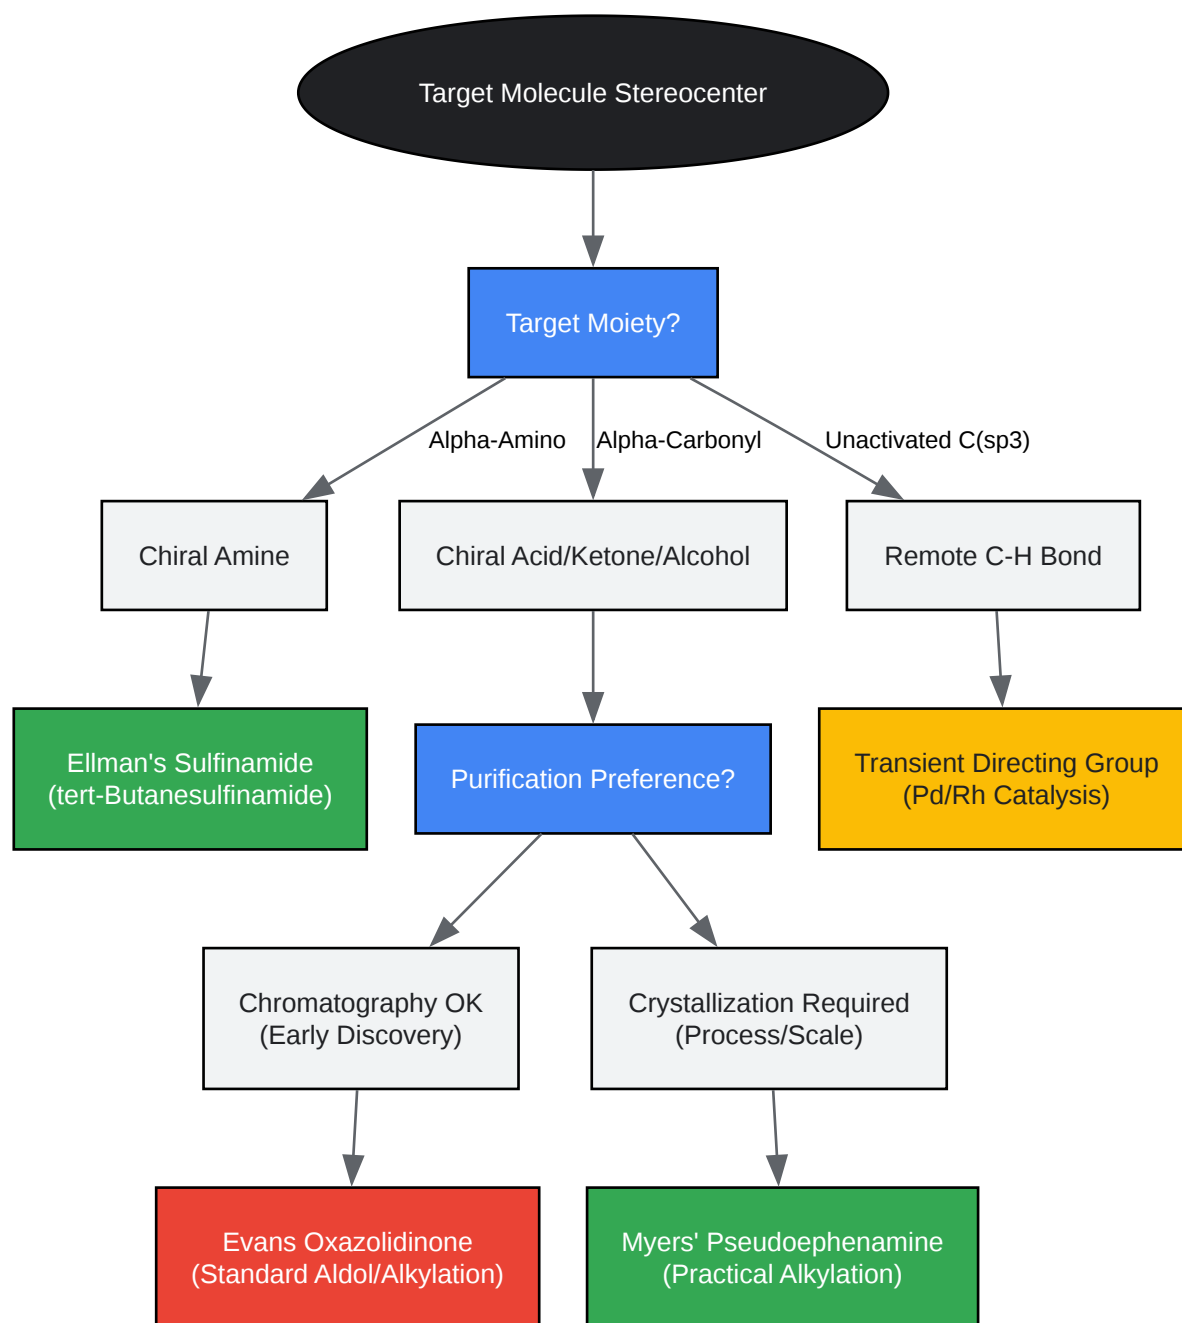 Target Molecule Stereocenter
Target Moiety?
Alpha-Amino
Alpha-Carbonyl
Unactivated C(sp3)
Chiral Amine
Chiral Acid/Ketone/Alcohol
Remote C-H Bond
Ellman's Sulfinamide
(tert-Butanesulfinamide)
Purification Preference?
Transient Directing Group
(Pd/Rh Catalysis)
Chromatography OK
(Early Discovery)
Crystallization Required
(Process/Scale)
Evans Oxazolidinone
(Standard Aldol/Alkylation)
Myers' Pseudoephenamine
(Practical Alkylation)